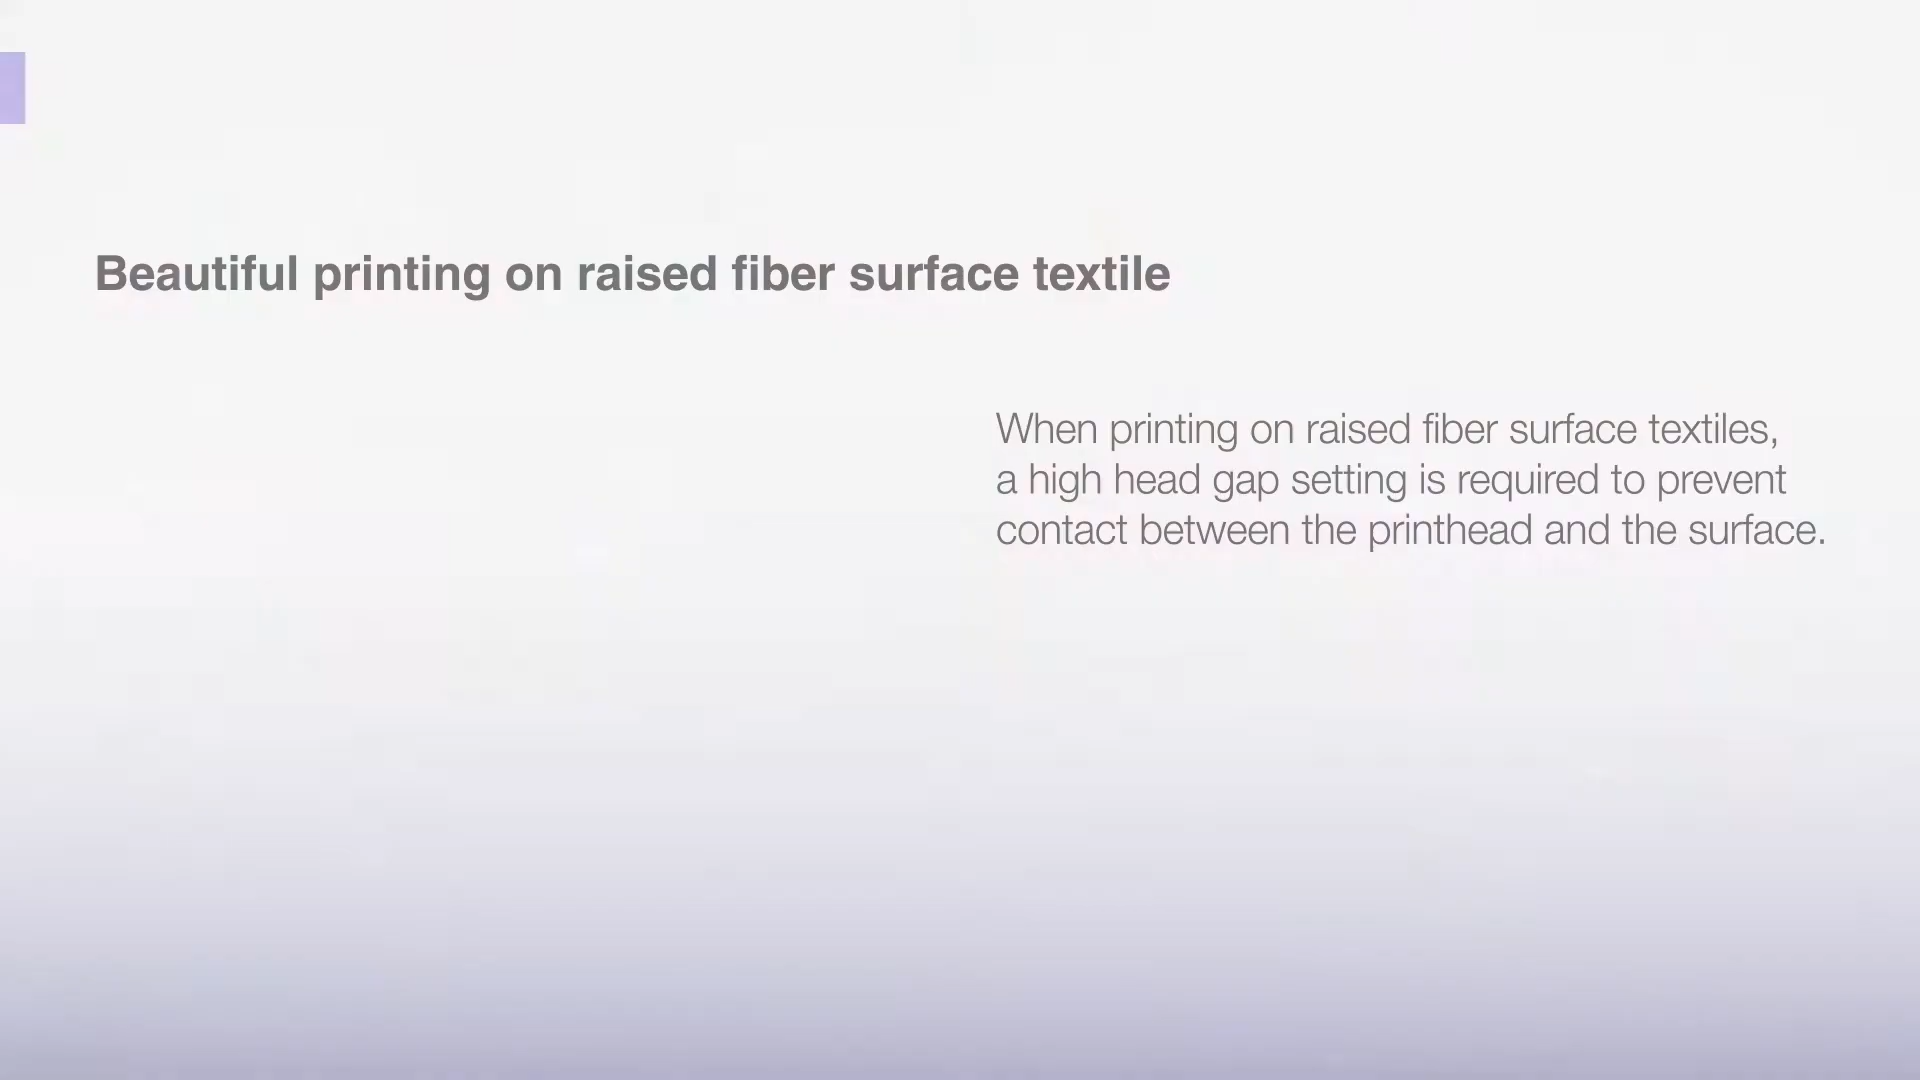 Beautiful printing on raised fiber surface textile
When printing on raised fiber surface textiles,
a high head gap setting is required to prevent
contact between the printhead and the surface.